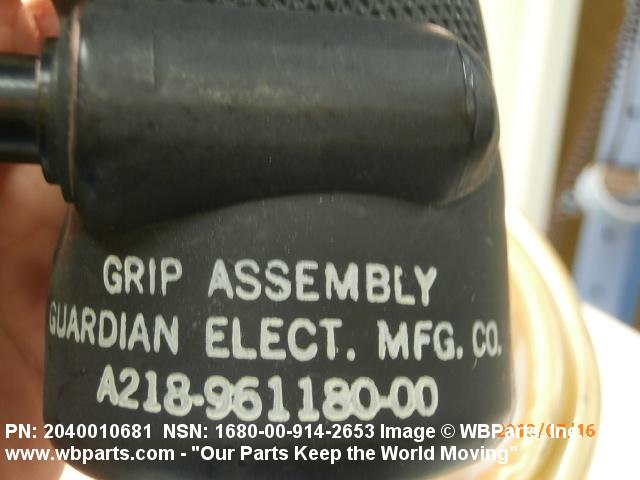 GRIP ASSEMBLY
GUARDIAN ELECT. MFG. CO.
A218-961180-00
PN: 2040010681 NSN: 1680-00-914-2653 Image © WBParts Inc
www.wbparts.com - "Our Parts Keep the World Moving"